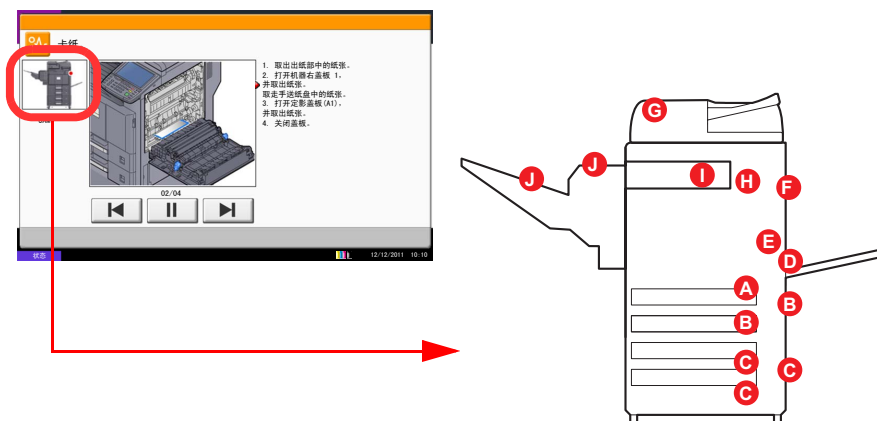 卡纸
1. 取出出纸部中的纸张。
2. 打开机器右盖板 1，
并取出纸张。
取走手送纸盘中的纸张。
3. 打开定影盖板(A1)，
并取出纸张。
4. 关闭盖板。
02/04
状态
12/12/2011 10:10
G
J
J
I
H
F
E
D
A
B
B
C
C
C